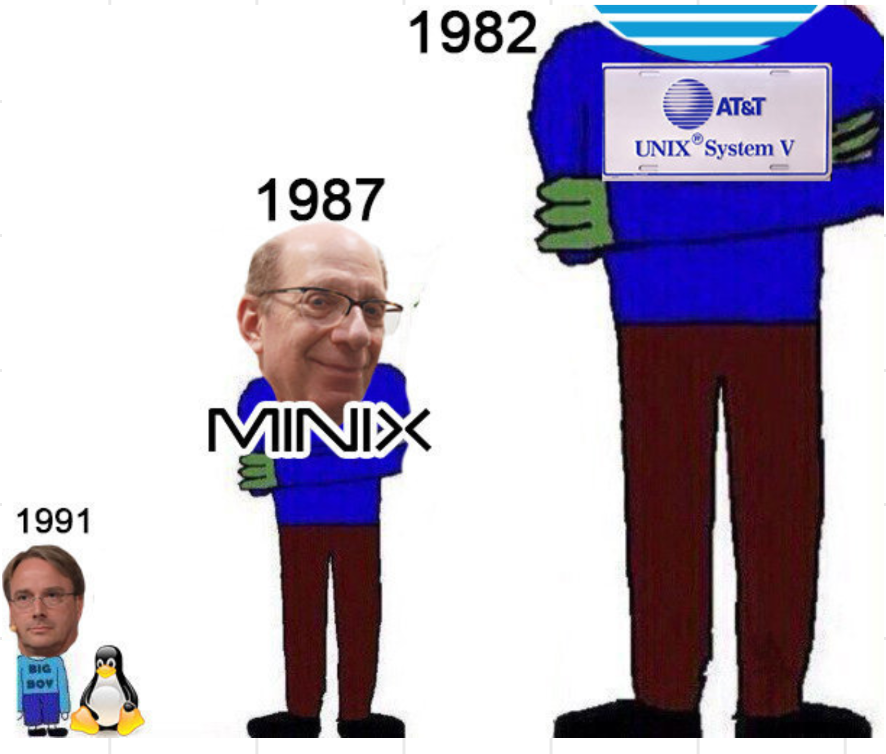 1982
AT&T
UNIX® System V
1987
MINIX
1991
BIG
BOY